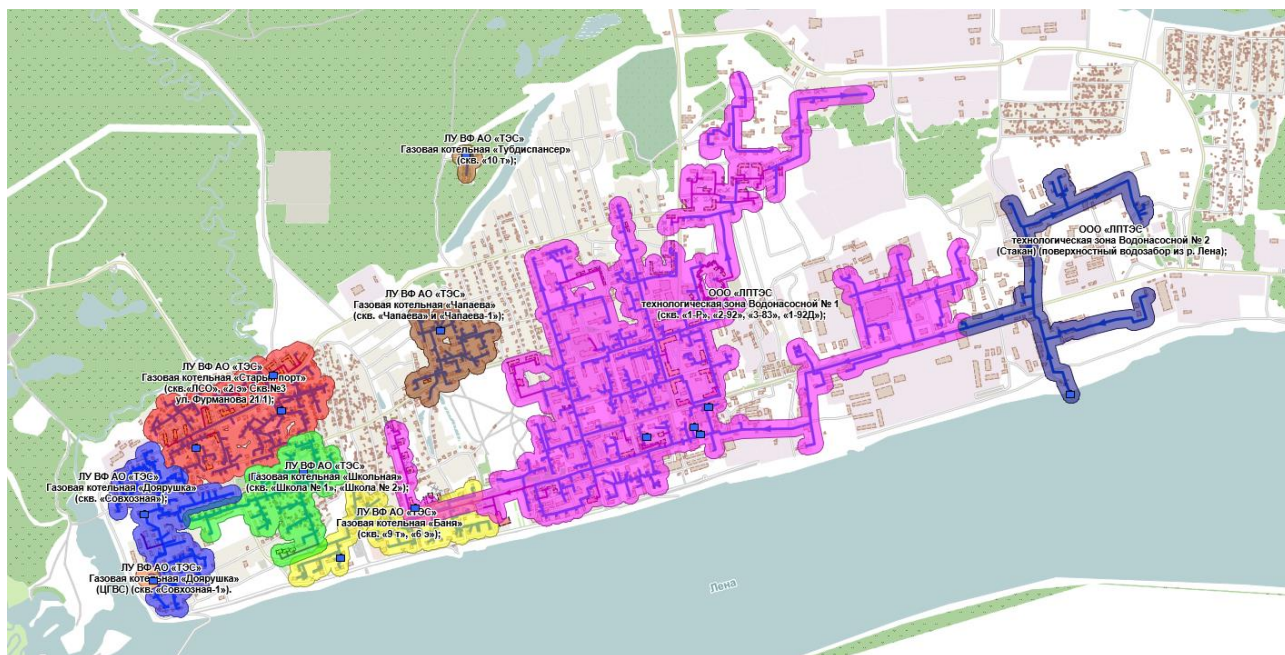 ЛУ ВФ АО «ТЭС»
Газовая котельная «Тубдиспансер»
(скв. «10 т»);
ООО «ЛПТЭС
технологическая зона Водонасосной № 2
(Стакан) (поверхностный водозабор из р. Лена);
ЛУ ВФ АО «ТЭС»
Газовая котельная «Чапаева»
(скв. «Чапаева» и «Чапаева-1»);
ООО «ЛПТЭС
технологическая зона Водонасосной № 1
(скв. «1-Р», «2-92», «3-83», «1-92Д»);
ЛУ ВФ АО «ТЭС»
Газовая котельная «Старый порт»
(скв. «ЛСО», «2-э» Скв.№3
ул. Фурманова 21/1);
ЛУ ВФ АО «ТЭС»
Газовая котельная «Школьная»
(скв. «Школа № 1», «Школа № 2»);
ЛУ ВФ АО «ТЭС»
Газовая котельная «Доярушка»
(скв. «Совхозная»);
ЛУ ВФ АО «ТЭС»
Газовая котельная «Баня»
(скв. «9 т», «6 э»);
ЛУ ВФ АО «ТЭС»
Газовая котельная «Доярушка»
(ЦГВС) (скв. «Совхозная-1»).
Лена